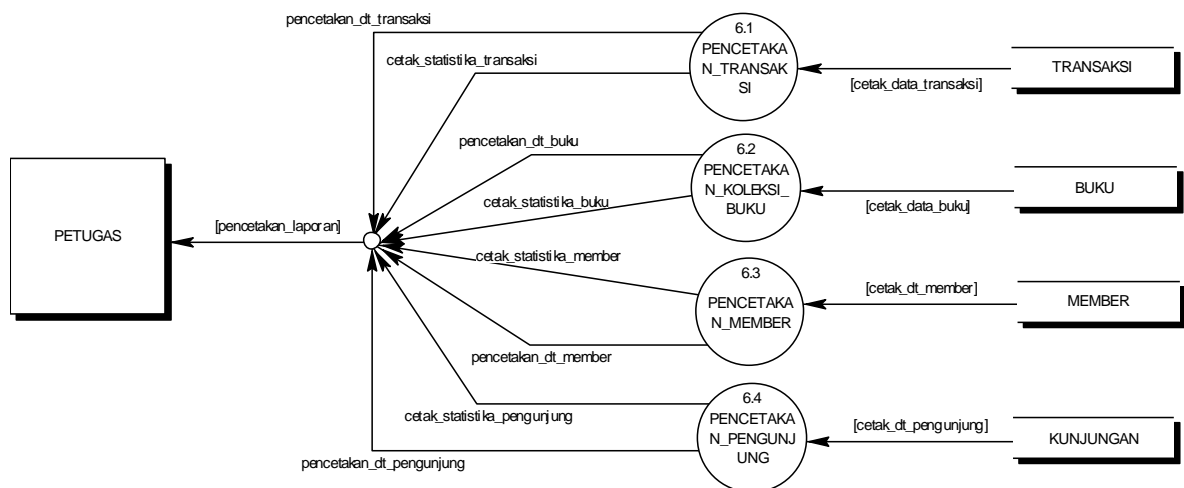 pencetakan_dt_transaksi
6.1
PENCETAKA
N_TRANSAK
SI
cetak_statistika_transaksi
TRANSAKSI
[cetak_data_transaksi]
pencetakan_dt_buku
6.2
PENCETAKA
N_KOLEKSI_
BUKU
cetak_statistika_buku
BUKU
[cetak_data_buku]
PETUGAS
[pencetakan_laporan]
cetak_statistika_member
6.3
PENCETAKA
N_MEMBER
[cetak_dt_member]
MEMBER
pencetakan_dt_member
6.4
PENCETAKA
N_PENGUNJ
UNG
cetak_statistika_pengunjung
[cetak_dt_pengunjung]
KUNJUNGAN
pencetakan_dt_pengunjung